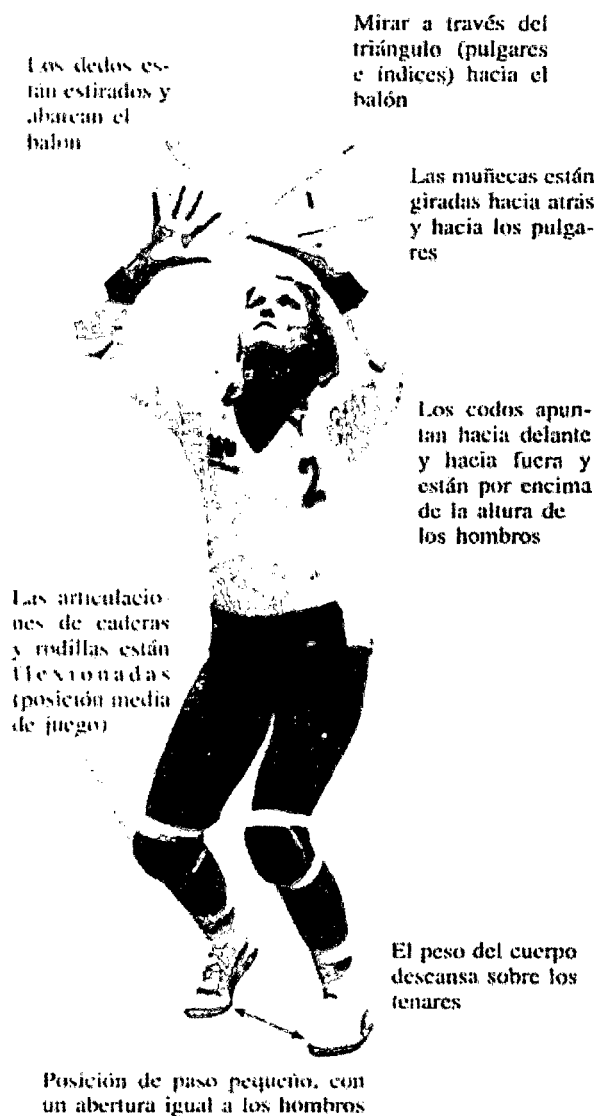 Los dedos es-
tán estirados y
abarcan el
balón
Mirar a través del
triángulo (pulgares
e índices) hacia el
balón
Las muñecas están
giradas hacia atrás
y hacia los pulga-
res
Los codos apun-
tan hacia delante
y hacia fuera y
están por encima
de la altura de
los hombros
2
Las articulacio-
nes de caderas
y rodillas están
flexionadas
(posición media
de juego)
El peso del cuerpo
descansa sobre los
tenares
Posición de paso pequeño, con
un abertura igual a los hombros